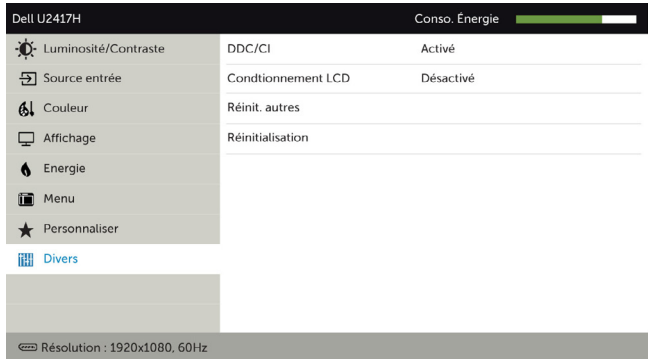 Dell U2417H Conso. Énergie
Luminosité/Contraste DDC/CI Activé
Source entrée Condtionnement LCD Désactivé
Couleur Réinit. autres
Affichage Réinitialisation
Energie
Menu
Personnaliser
Divers
Résolution : 1920x1080, 60Hz